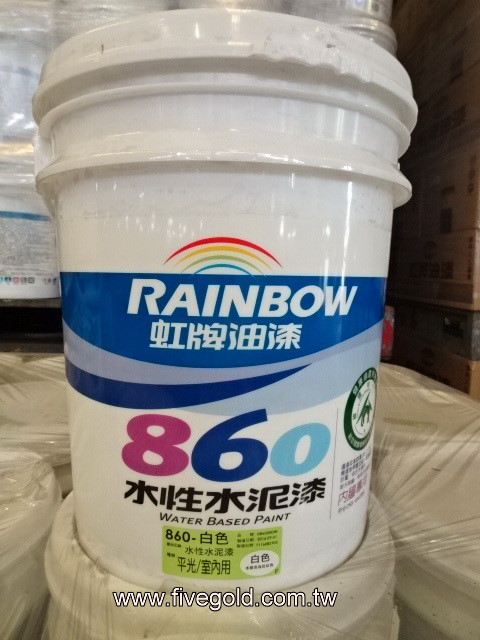 RAINBOW
虹牌油漆
860
水性水泥漆
WATER BASED PAINT
860-白色
水性水泥漆
平光/室內用
白色
www.fivegold.com.tw